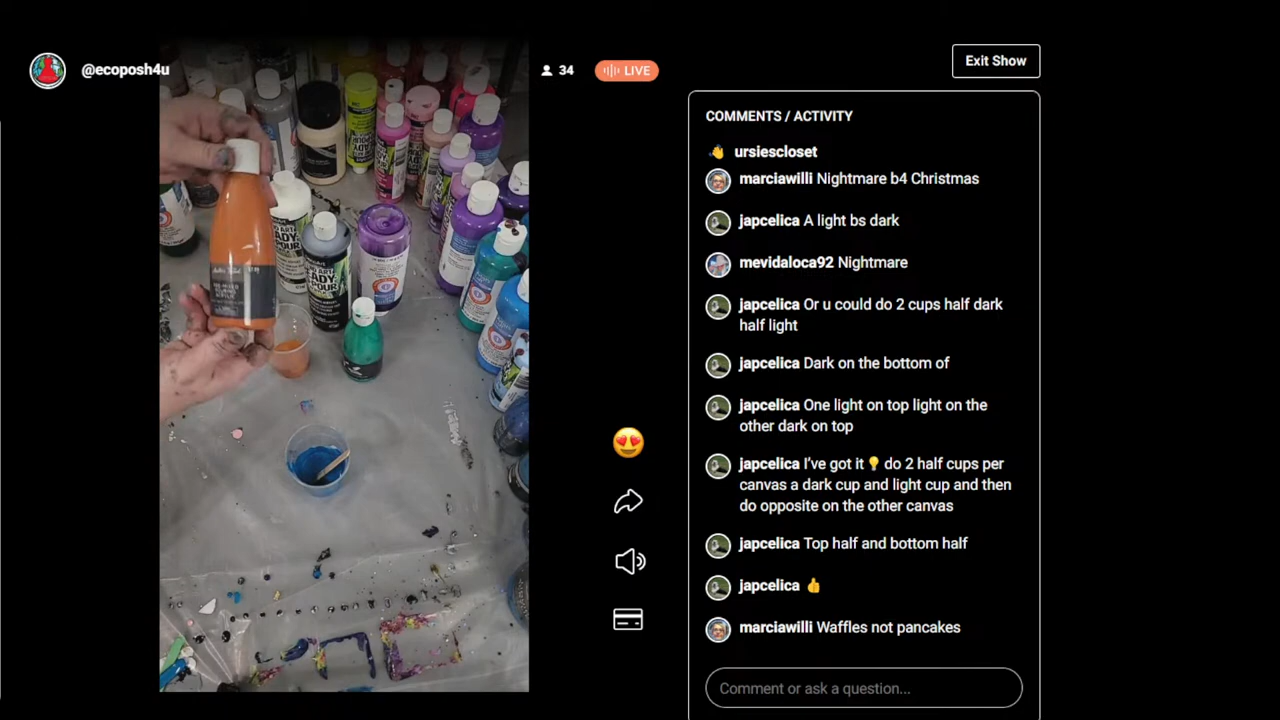 @ecoposh4u
34
LIVE
Exit Show
COMMENTS / ACTIVITY
👋 ursiescloset
marciawilli Nightmare b4 Christmas
japcelica A light bs dark
mevidaloca92 Nightmare
japcelica Or u could do 2 cups half dark
half light
japcelica Dark on the bottom of
japcelica One light on top light on the
other dark on top
japcelica I've got it💡 do 2 half cups per
canvas a dark cup and light cup and then
do opposite on the other canvas
japcelica Top half and bottom half
japcelica 👍
marciawilli Waffles not pancakes
Comment or ask a question...